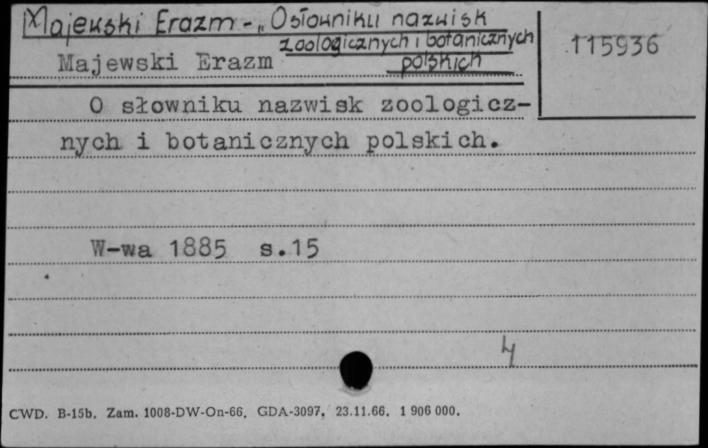 Majewski Erazm - „O słowniku nazwisk
zoologicznych i botanicznych
polskich
115936
Majewski Erazm
O słowniku nazwisk zoologicz-
nych i botanicznych polskich.
W-wa 1885 s.15
4
CWD. B-15b. Zam. 1008-DW-On-66. GDA-3097. 23.11.66. 1 906 000.